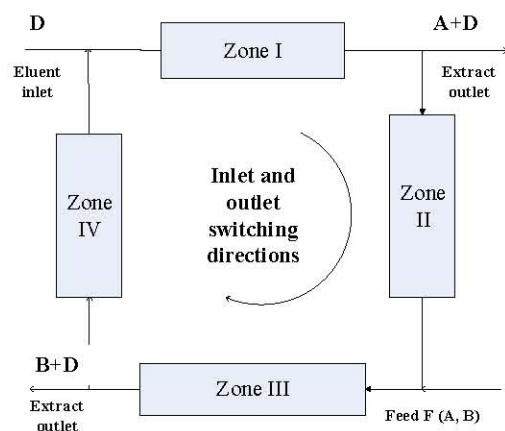 D
Zone I
A+D
Eluent
inlet
Extract
outlet
Zone
IV
Inlet and
outlet
switching
directions
Zone
II
B+D
Zone III
Extract
outlet
Feed F (A, B)